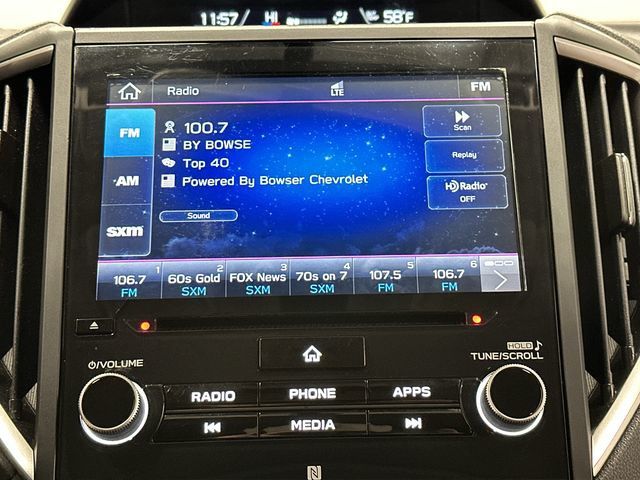 11:57 HI 58°F
Radio LTE FM
FM
100.7
BY BOWSE
Top 40
Powered By Bowser Chevrolet
AM
sxm
Sound
Scan
Replay
HD Radio
OFF
1 2 3 4 5 6
106.7 60s Gold FOX News 70s on 7 107.5 106.7
FM SXM SXM SXM FM FM
HOLD
VOLUME TUNE/SCROLL
RADIO PHONE APPS
MEDIA
N